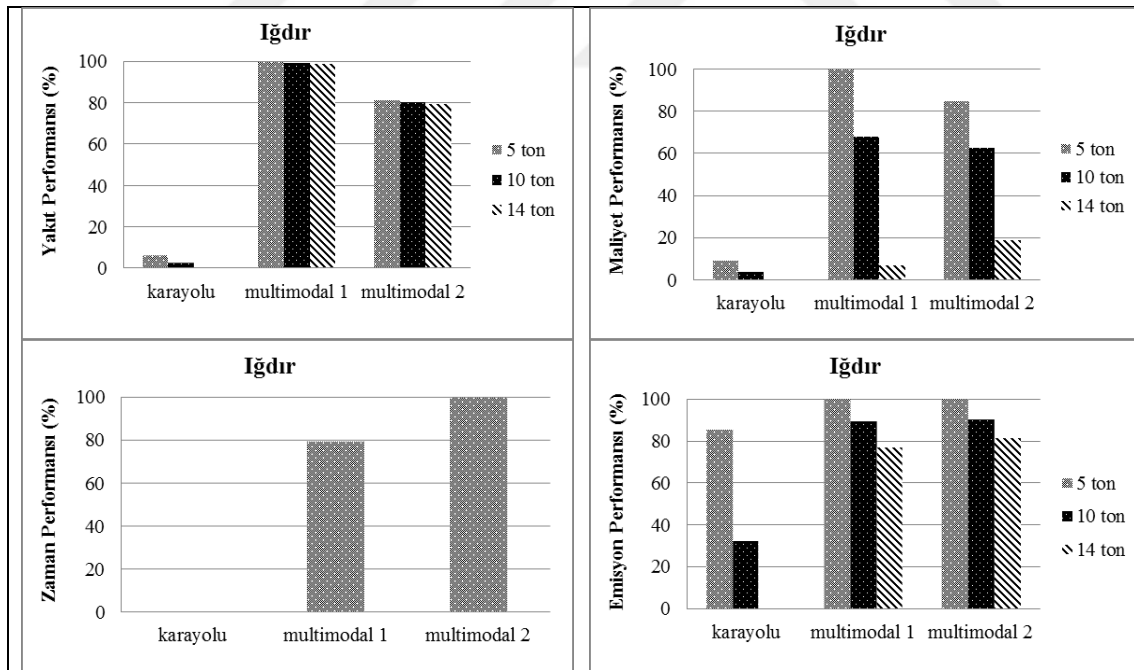 Iğdır
Yakıt Performansı (%)
100
80
60
40
20
0
karayolu multimodal 1 multimodal 2
5 ton
10 ton
14 ton
Iğdır
Maliyet Performansı (%)
100
80
60
40
20
0
karayolu multimodal 1 multimodal 2
5 ton
10 ton
14 ton
Iğdır
Zaman Performansı (%)
100
80
60
40
20
0
karayolu multimodal 1 multimodal 2
Iğdır
Emisyon Performansı (%)
100
80
60
40
20
0
karayolu multimodal 1 multimodal 2
5 ton
10 ton
14 ton